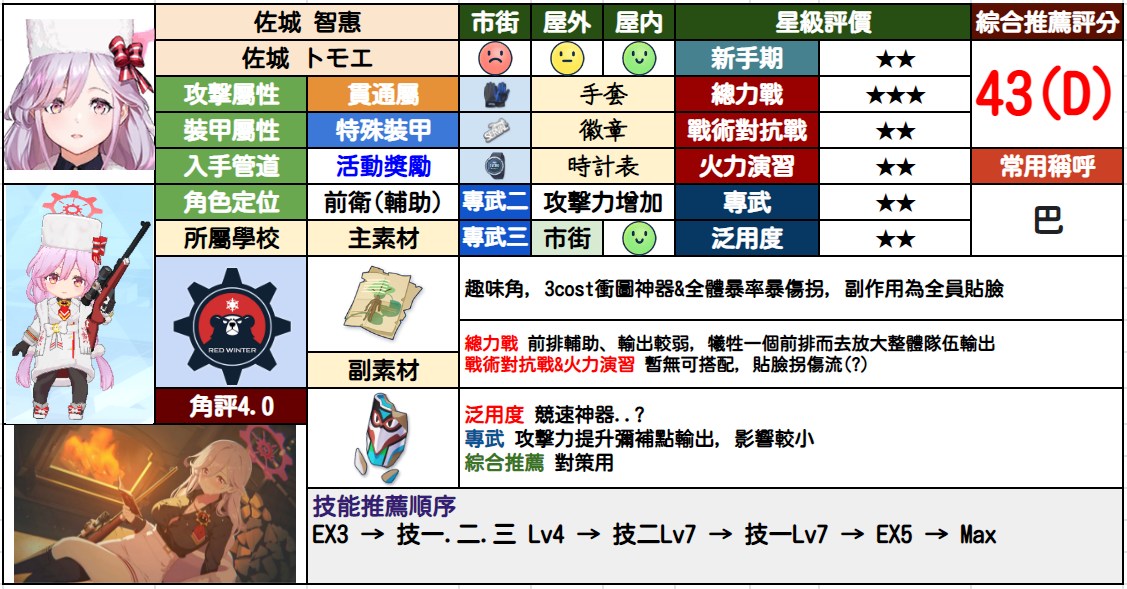 佐城 智惠
市街
屋外
屋内
星級評價
綜合推薦評分
佐城 トモエ
新手期
★★
43(D)
攻擊屬性
貫通屬
手套
總力戰
★★★
裝甲屬性
特殊裝甲
徽章
戰術對抗戰
★★
入手管道
活動獎勵
時計表
火力演習
★★
常用稱呼
角色定位
前衛(輔助)
專武二
攻擊力增加
專武
★★
巴
所屬學校
主素材
專武三
市街
泛用度
★★
RED WINTER
趣味角, 3cost衝圖神器&全體暴率暴傷拐, 副作用為全員貼臉
總力戰 前排輔助、輸出較弱, 犧牲一個前排而去放大整體隊伍輸出
戰術對抗戰&火力演習 暫無可搭配, 貼臉拐傷流(?)
副素材
角評4.0
泛用度 競速神器..?
專武 攻擊力提升彌補點輸出, 影響較小
綜合推薦 對策用
技能推薦順序
EX3 → 技一.二.三 Lv4 → 技二Lv7 → 技一Lv7 → EX5 → Max